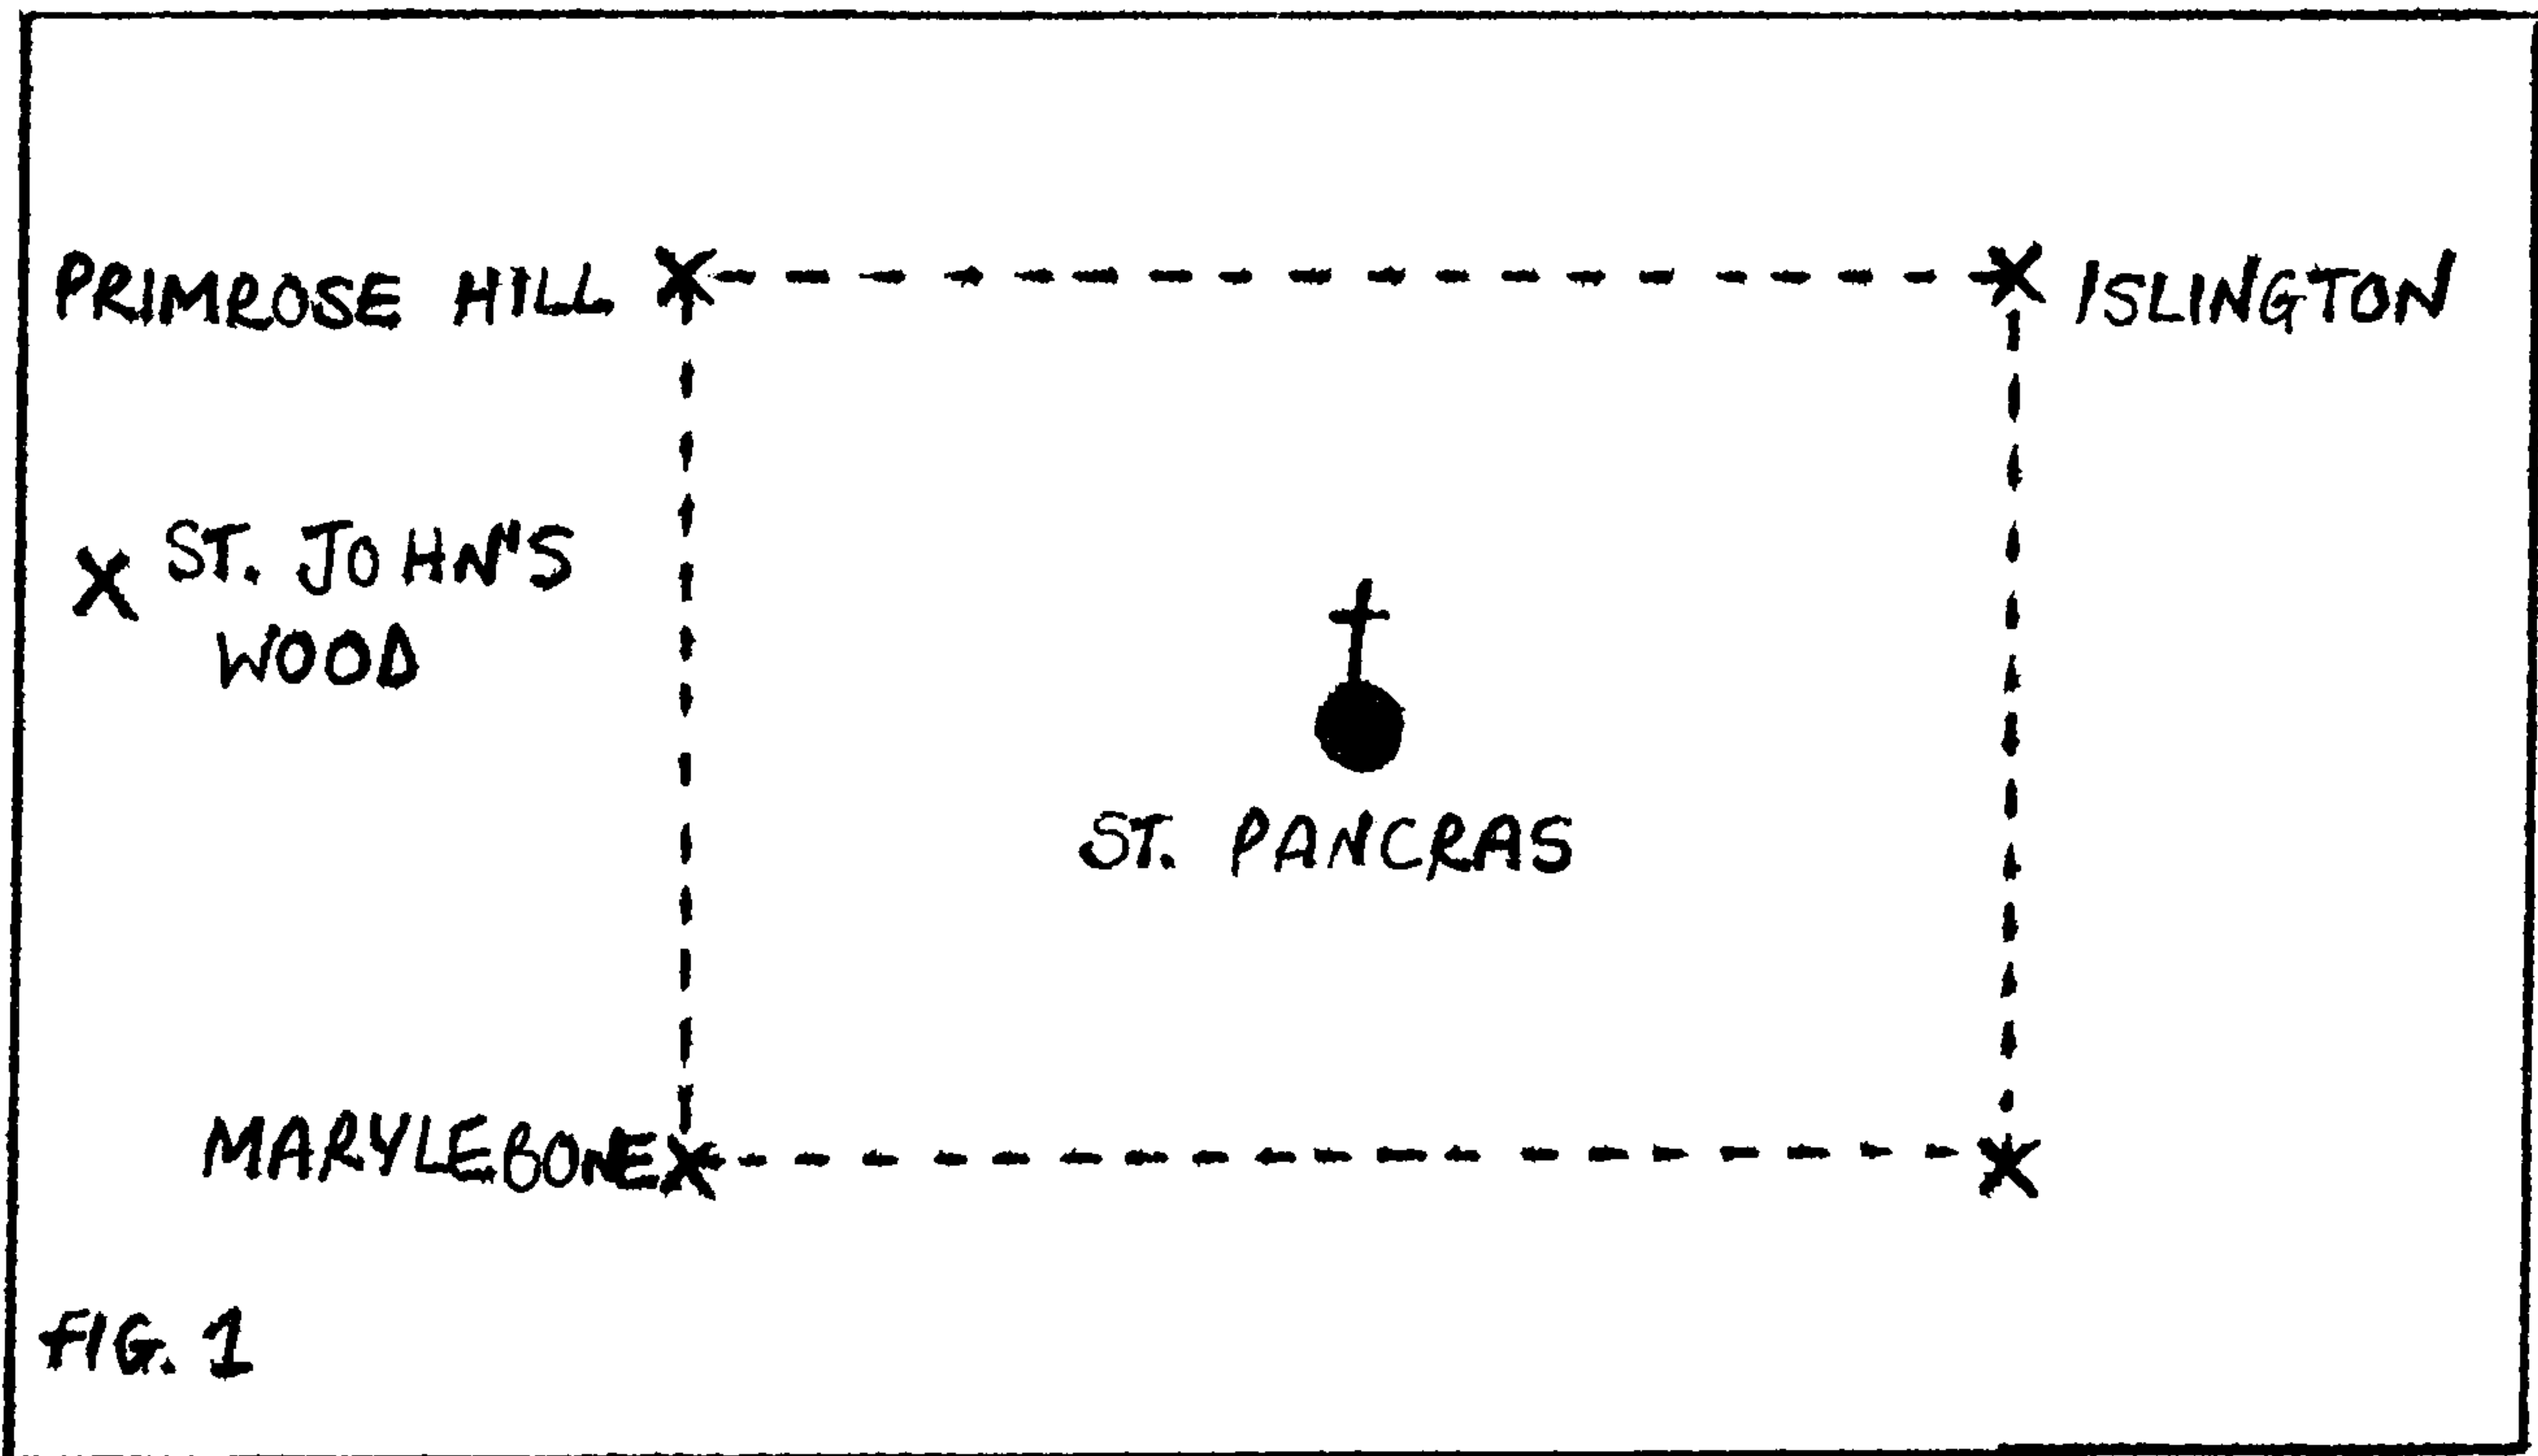 PRIMROSE HILL
ISLINGTON
ST. JOHN'S
WOOD
ST. PANCRAS
MARYLEBONE
FIG. 1